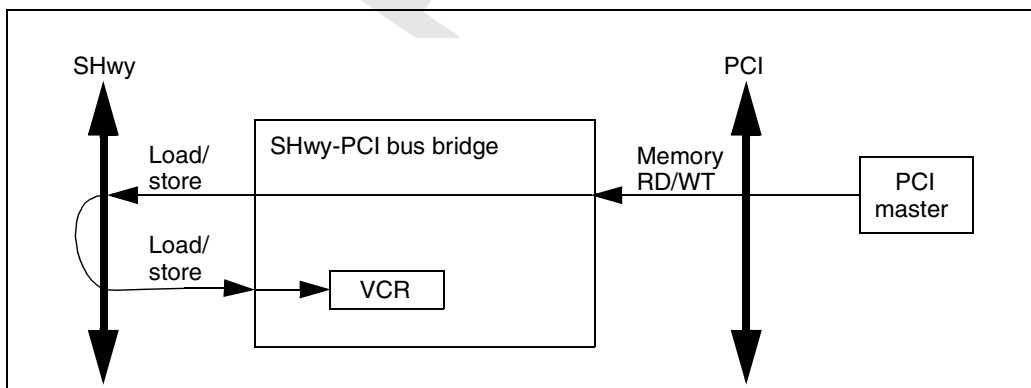 SHwy
PCI
SHwy-PCI bus bridge
Load/
store
Memory
RD/WT
PCI
master
Load/
store
VCR